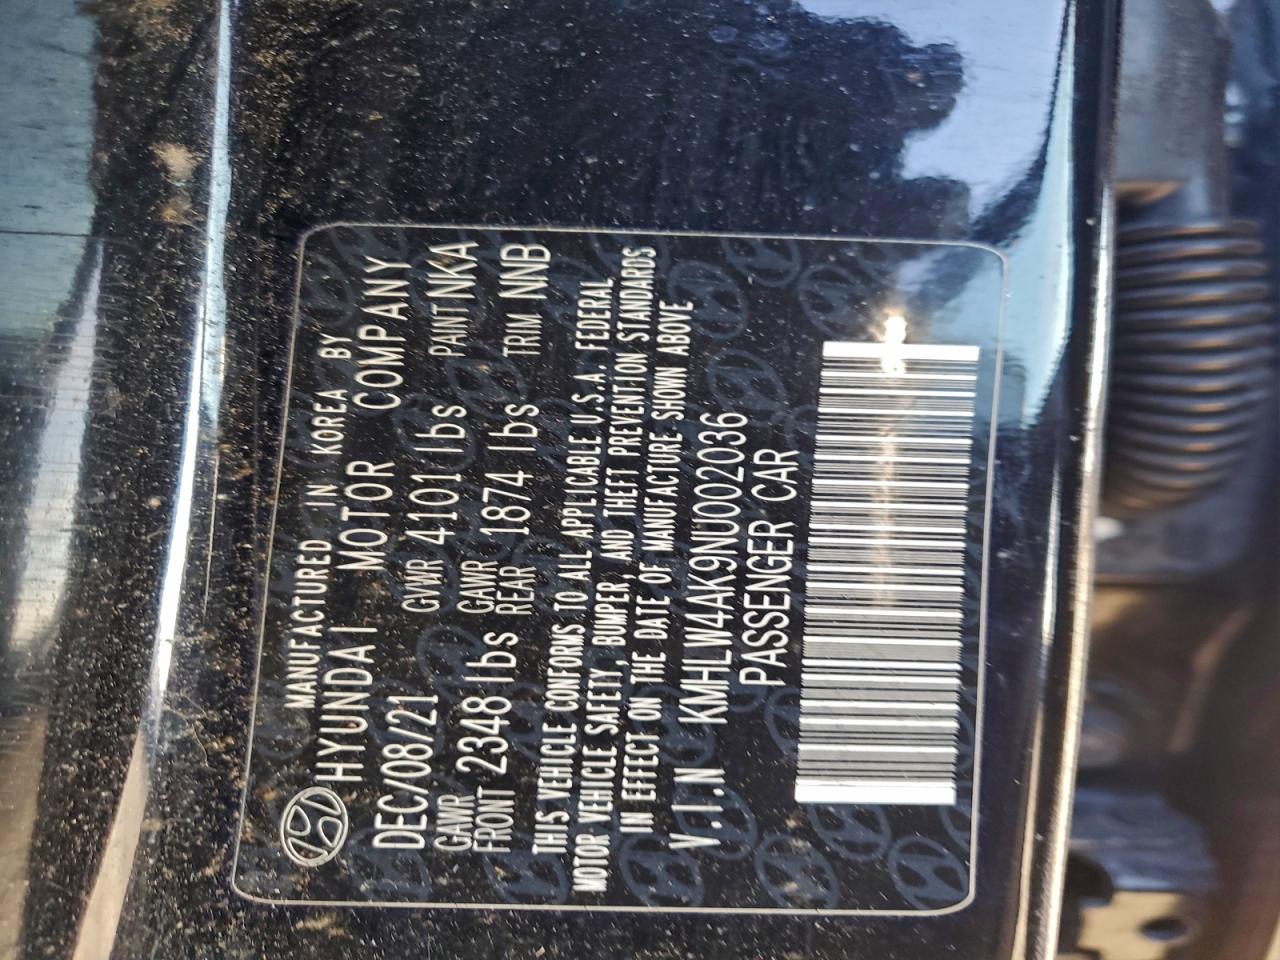 MANUFACTURED IN KOREA BY
HYUNDAI MOTOR COMPANY
DEC/08/21 GVWR 4101 lbs PAINT NKA
GAWR FRONT 2348 lbs GAWR REAR 1874 lbs TRIM NNB
THIS VEHICLE CONFORMS TO ALL APPLICABLE U.S.A. FEDERAL
MOTOR VEHICLE SAFETY, BUMPER, AND THEFT PREVENTION STANDARDS
IN EFFECT ON THE DATE OF MANUFACTURE SHOWN ABOVE
V.I.N KMHLW4AK9NU002036
PASSENGER CAR